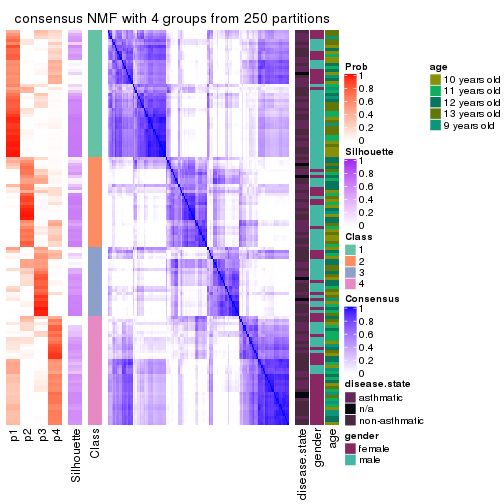 consensus NMF with 4 groups from 250 partitions
Prob
1
0.8
0.6
0.4
0.2
0
Silhouette
1
0.8
0.6
0.4
0.2
0
Class
1
2
3
4
Consensus
1
0.8
0.6
0.4
0.2
0
disease.state
asthmatic
n/a
non-asthmatic
gender
female
male
age
10 years old
11 years old
12 years old
13 years old
9 years old
p1
p2
p3
p4
Silhouette
Class
disease.state
gender
age